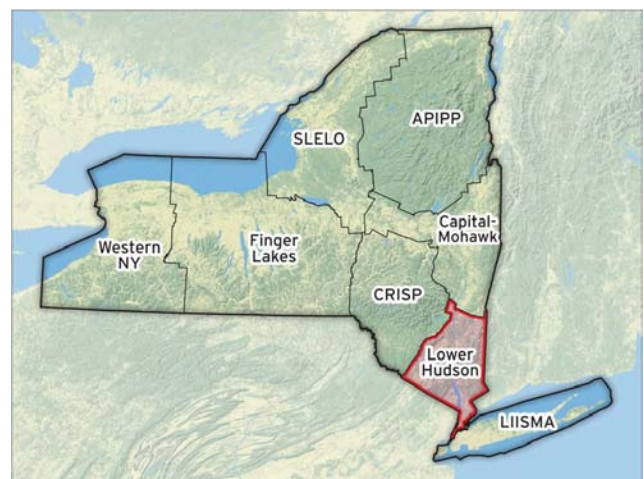 APIPP
SLELO
Capital-
Mohawk
Western
NY
Finger
Lakes
CRISP
Lower
Hudson
LIISMA